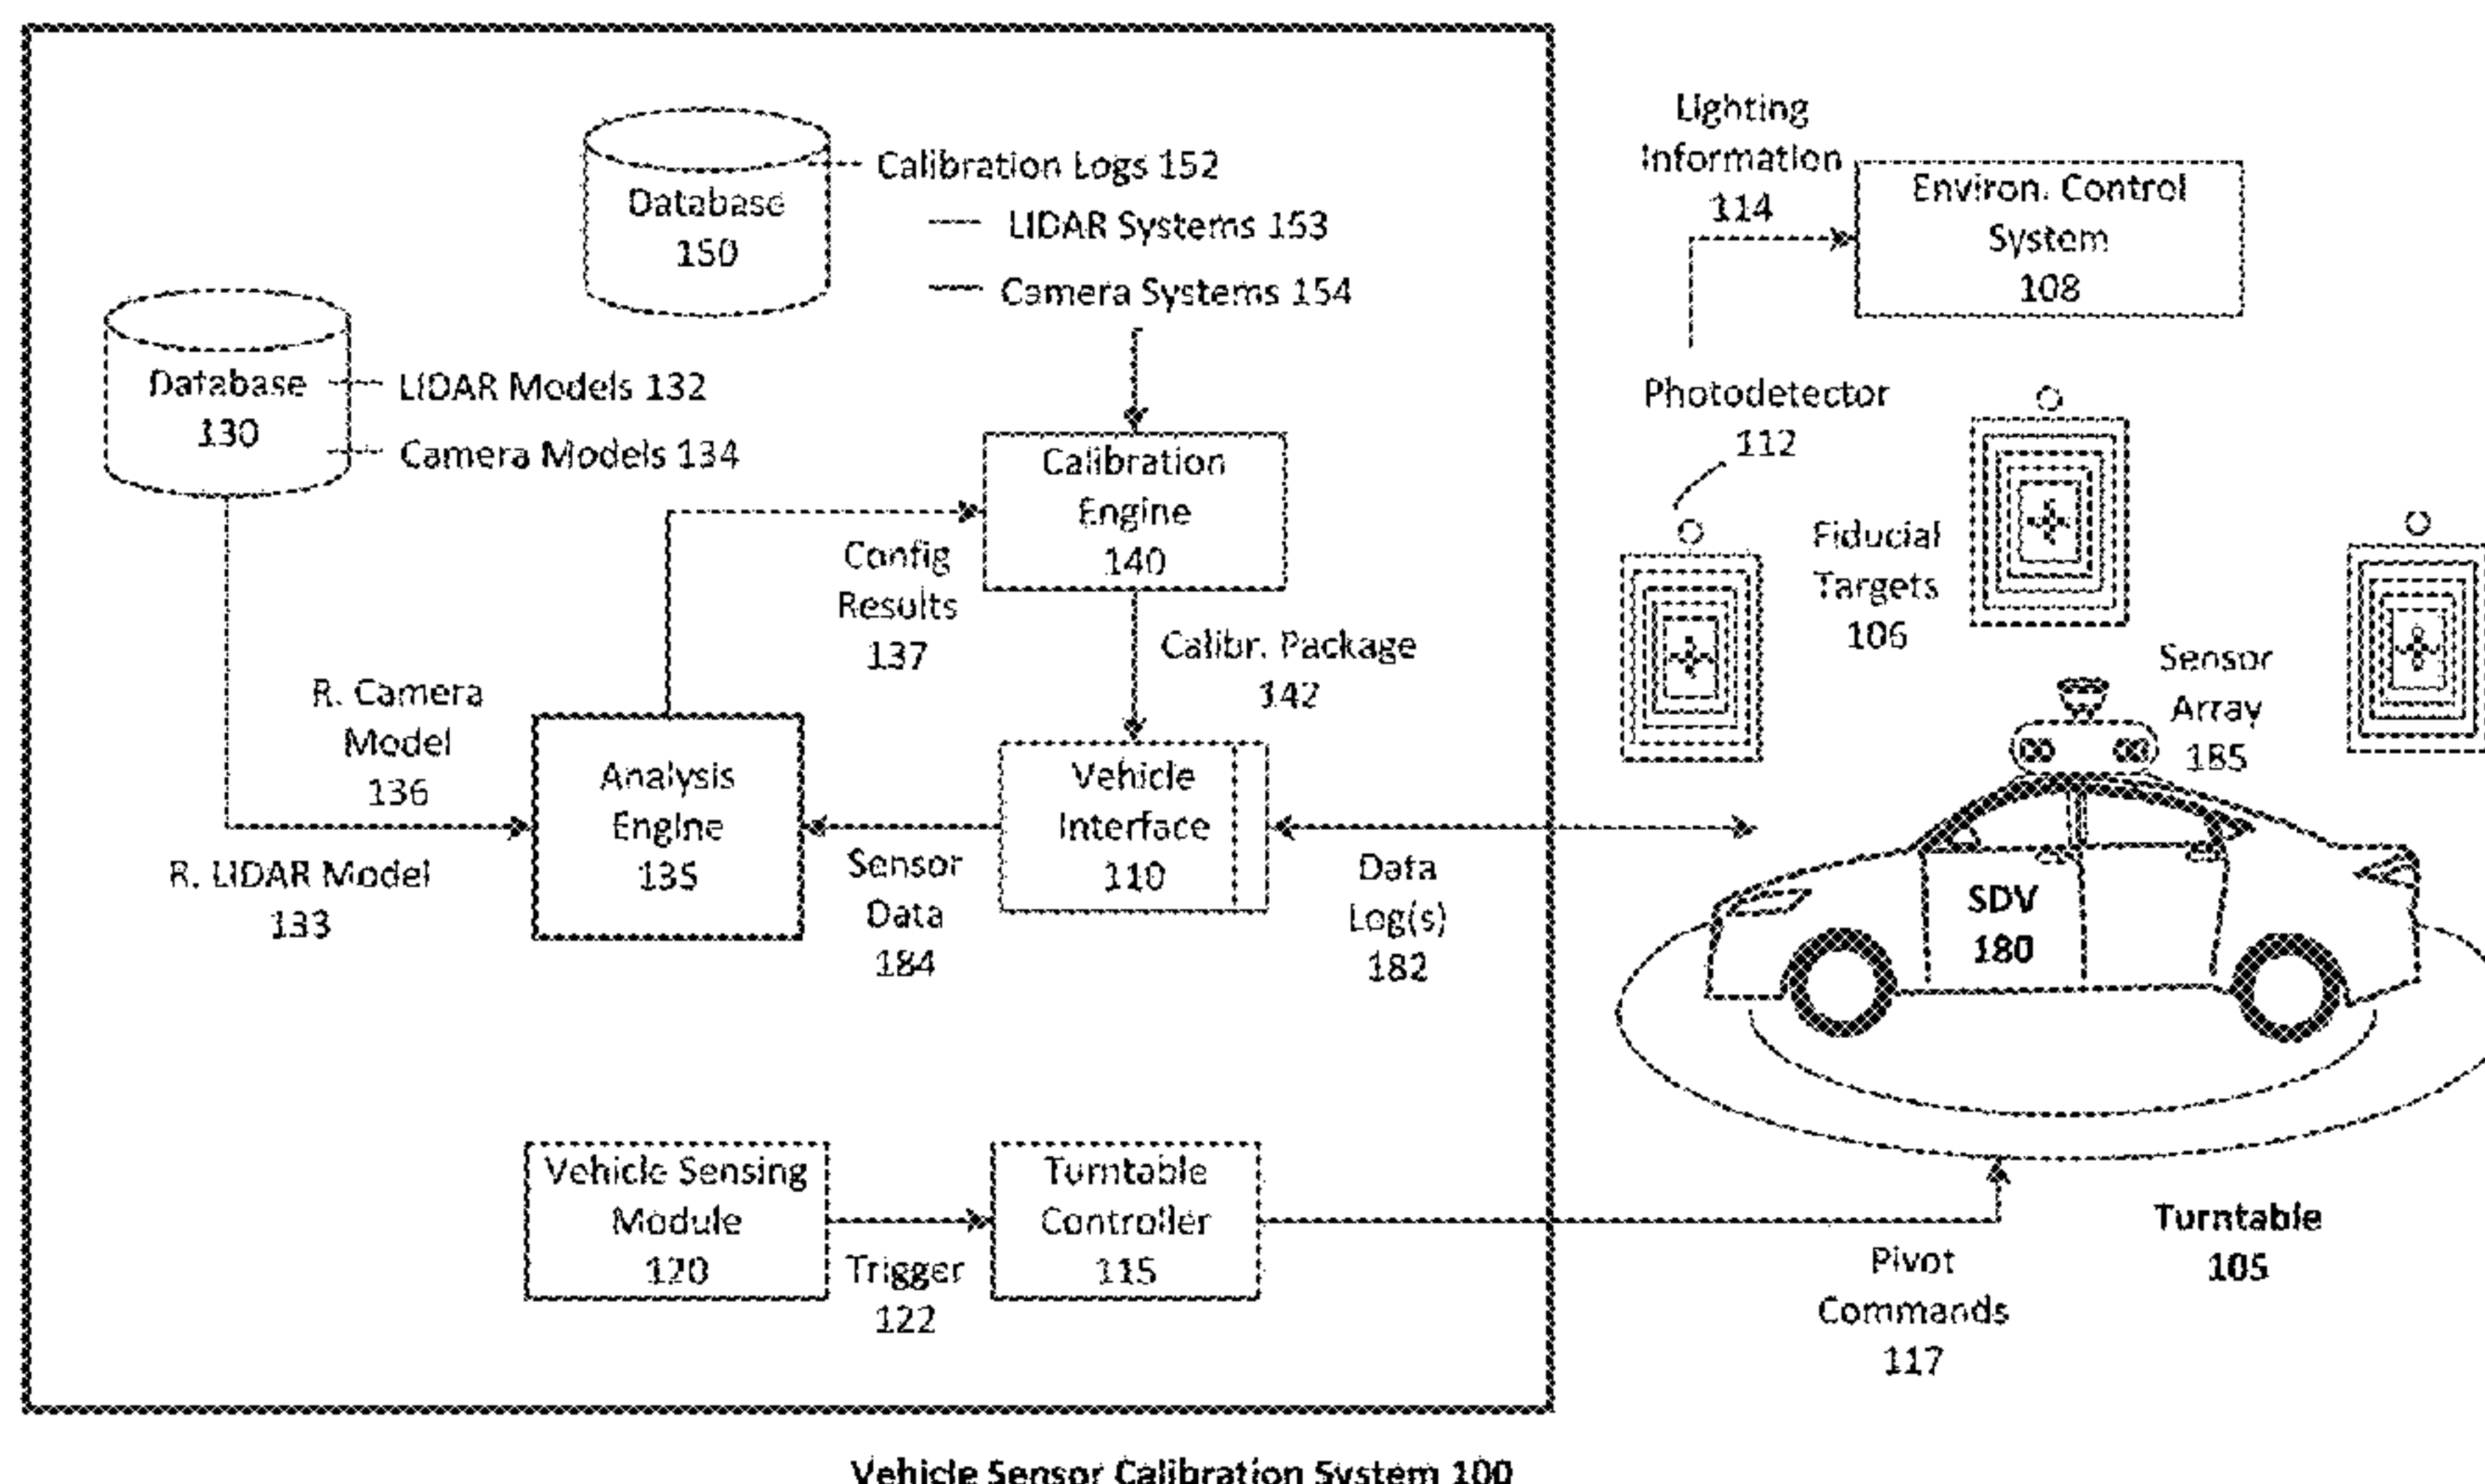 Database
150
Calibration Logs 152
LIDAR Systems 153
Camera Systems 154
Database
130
LIDAR Models 132
Camera Models 134
Calibration
Engine
140
Config
Results
137
Calibr. Package
142
R. Camera
Model
136
R. LIDAR Model
133
Analysis
Engine
135
Sensor
Data
184
Vehicle
Interface
110
Data
Log(s)
182
Vehicle Sensing
Module
120
Trigger
122
Turntable
Controller
115
Lighting
Information
114
Environ. Control
System
108
Photodetector
112
Fiducial
Targets
106
Sensor
Array
185
SDV
180
Pivot
Commands
117
Turntable
105
Vehicle Sensor Calibration System 100